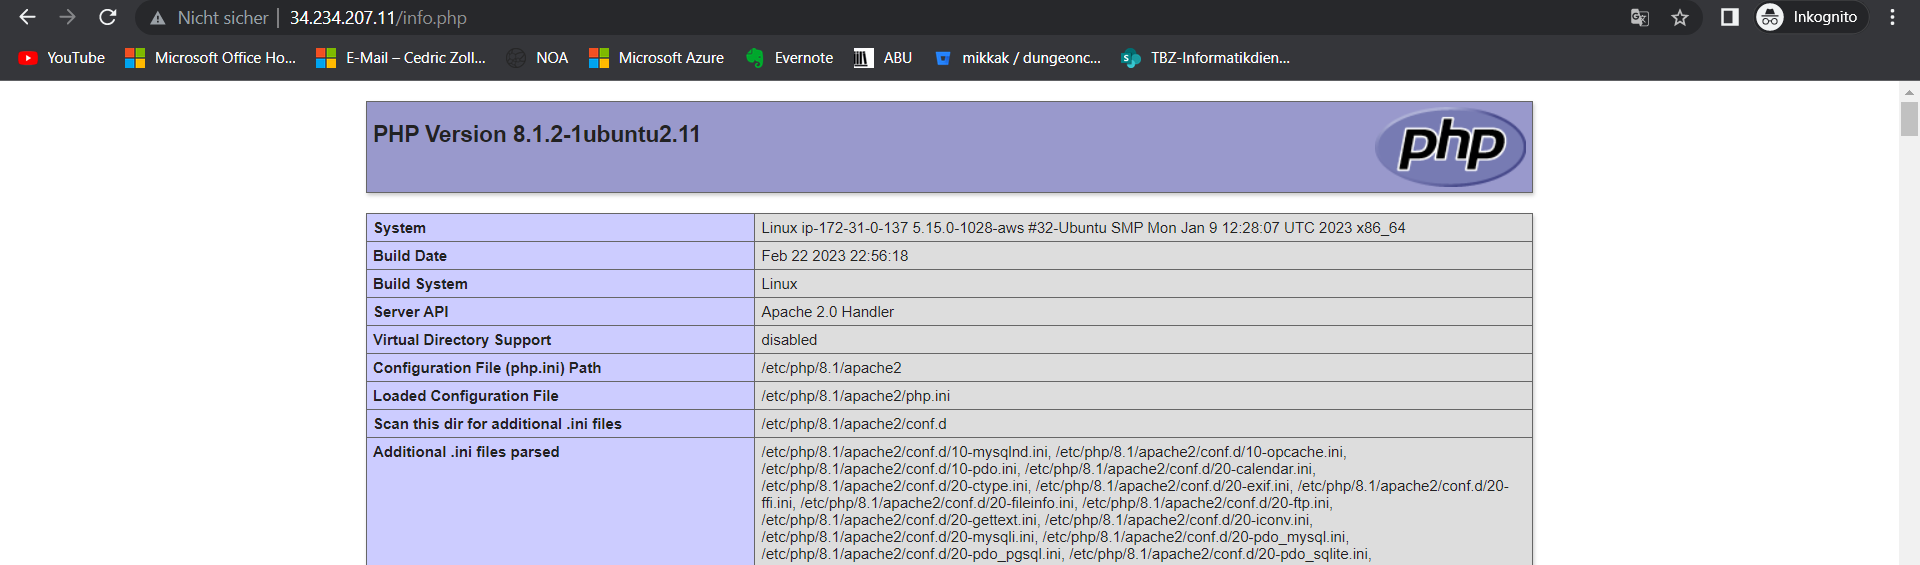 Nicht sicher | 34.234.207.11/info.php
Inkognito
YouTube Microsoft Office Ho... E-Mail – Cedric Zoll... NOA Microsoft Azure Evernote ABU mikkak / dungeonc... TBZ-Informatikdien...
PHP Version 8.1.2-1ubuntu2.11
php
System Linux ip-172-31-0-137 5.15.0-1028-aws #32-Ubuntu SMP Mon Jan 9 12:28:07 UTC 2023 x86_64
Build Date Feb 22 2023 22:56:18
Build System Linux
Server API Apache 2.0 Handler
Virtual Directory Support disabled
Configuration File (php.ini) Path /etc/php/8.1/apache2
Loaded Configuration File /etc/php/8.1/apache2/php.ini
Scan this dir for additional .ini files /etc/php/8.1/apache2/conf.d
Additional .ini files parsed /etc/php/8.1/apache2/conf.d/10-mysqlnd.ini, /etc/php/8.1/apache2/conf.d/10-opcache.ini,
/etc/php/8.1/apache2/conf.d/10-pdo.ini, /etc/php/8.1/apache2/conf.d/20-calendar.ini,
/etc/php/8.1/apache2/conf.d/20-ctype.ini, /etc/php/8.1/apache2/conf.d/20-exif.ini, /etc/php/8.1/apache2/conf.d/20-
ffi.ini, /etc/php/8.1/apache2/conf.d/20-fileinfo.ini, /etc/php/8.1/apache2/conf.d/20-ftp.ini,
/etc/php/8.1/apache2/conf.d/20-gettext.ini, /etc/php/8.1/apache2/conf.d/20-iconv.ini,
/etc/php/8.1/apache2/conf.d/20-mysqli.ini, /etc/php/8.1/apache2/conf.d/20-pdo_mysql.ini,
/etc/php/8.1/apache2/conf.d/20-pdo_pgsql.ini, /etc/php/8.1/apache2/conf.d/20-pdo_sqlite.ini,